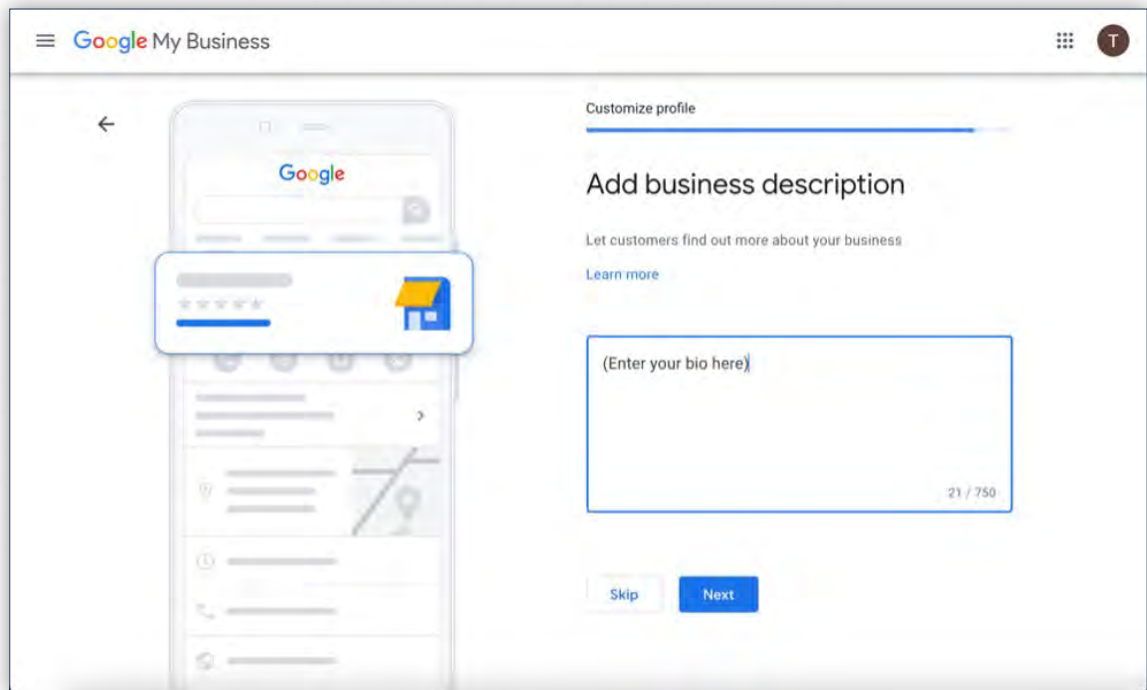 Google My Business
T
Google
Customize profile
Add business description
Let customers find out more about your business
Learn more
(Enter your bio here)
21 / 750
Skip
Next